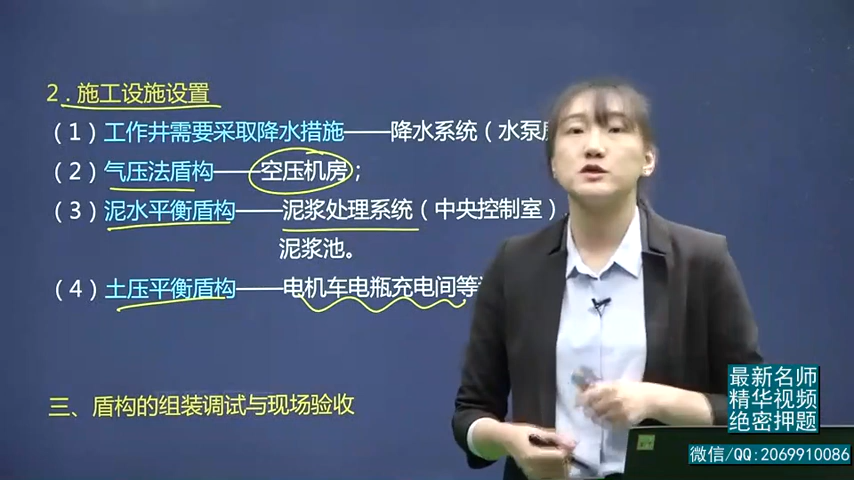 2.施工设施设置
（1）工作井需要采取降水措施——降水系统（水泵
（2）气压法盾构——空压机房；
（3）泥水平衡盾构——泥浆处理系统（中央控制室）
泥浆池。
（4）土压平衡盾构——电机车电瓶充电间等
三、盾构的组装调试与现场验收
最新名师
精华视频
绝密押题
微信/QQ:2069910086